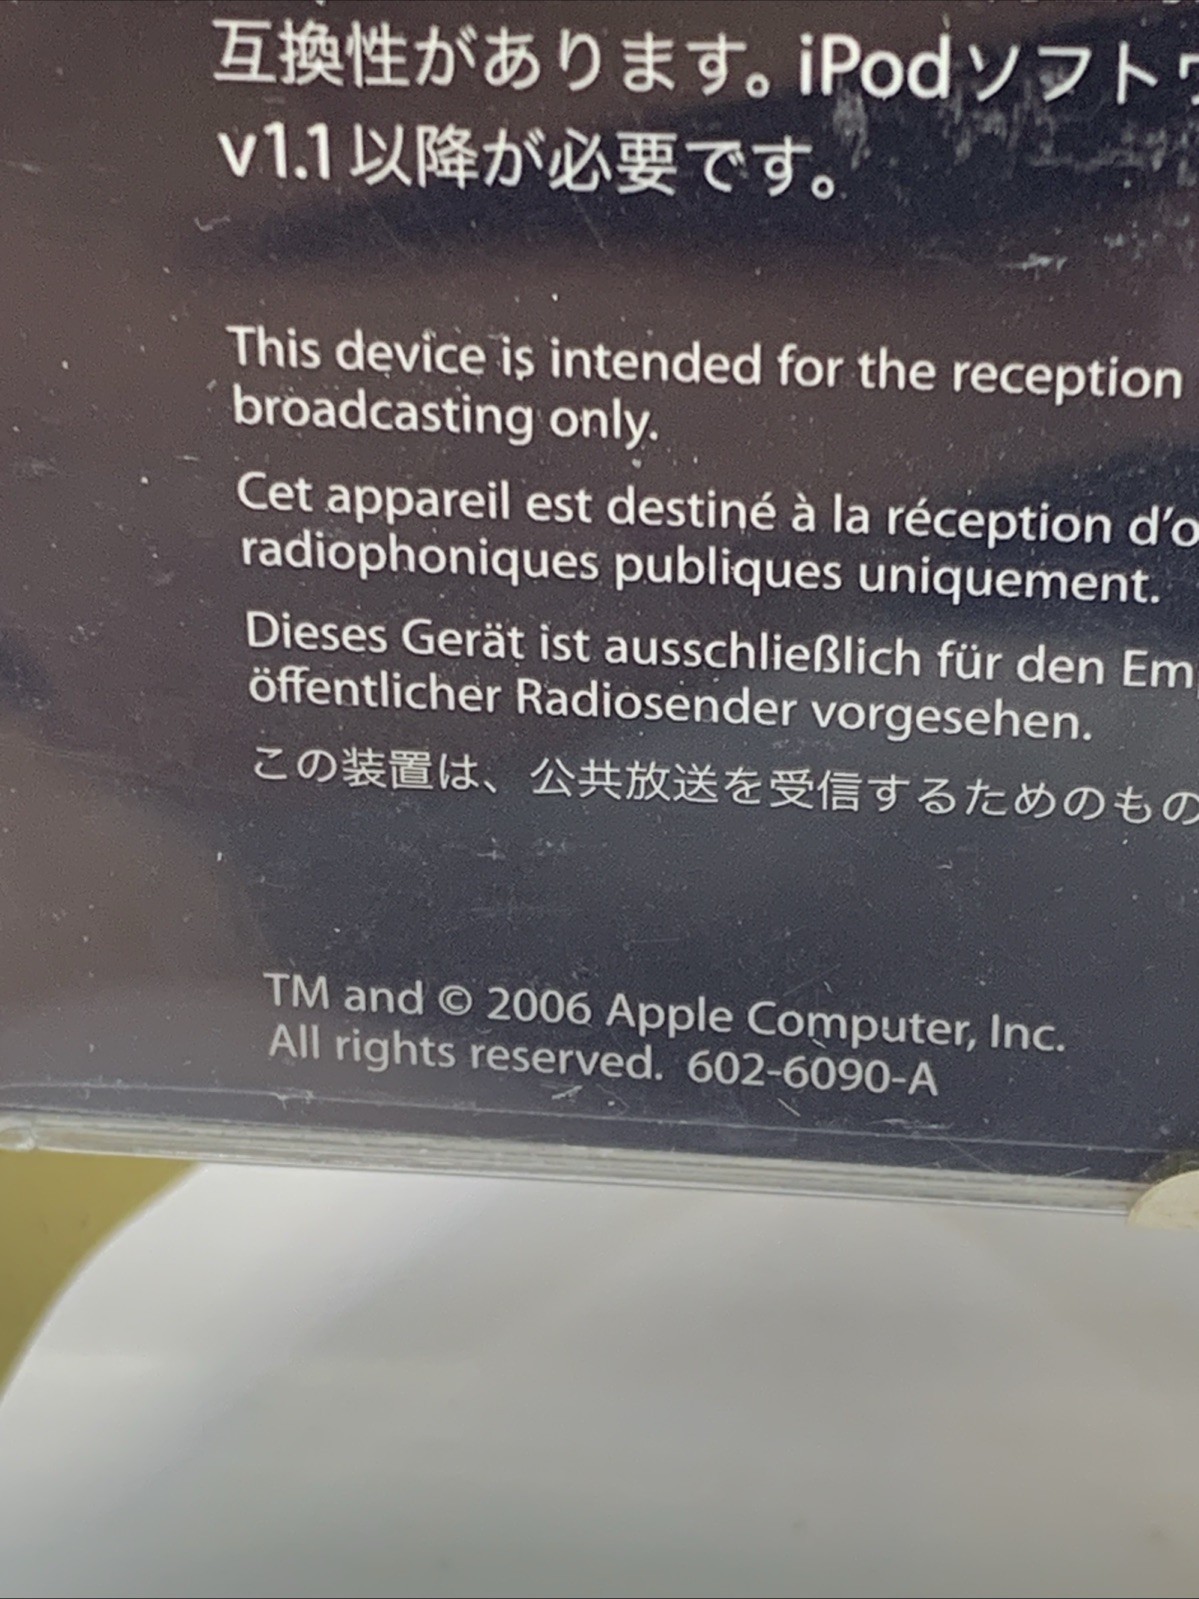 互換性があります。iPodソフト
v1.1以降が必要です。
This device is intended for the reception
broadcasting only.
Cet appareil est destiné à la réception d'o
radiophoniques publiques uniquement.
Dieses Gerät ist ausschließlich für den Em
öffentlicher Radiosender vorgesehen.
この装置は、公共放送を受信するためのもの
TM and © 2006 Apple Computer, Inc.
All rights reserved. 602-6090-A